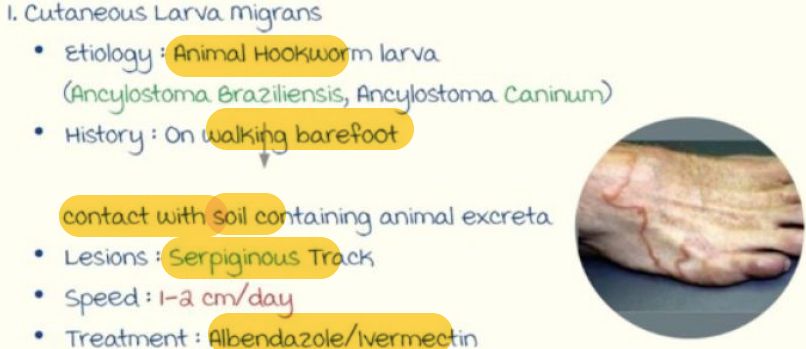 1. Cutaneous Larva migrans
• Etiology : Animal Hookworm larva
(Ancylostoma Braziliensis, Ancylostoma Caninum)
• History : On walking barefoot
contact with soil containing animal excreta
• Lesions : Serpiginous Track
• Speed : 1-2 cm/day
• Treatment : Albendazole/Ivermectin